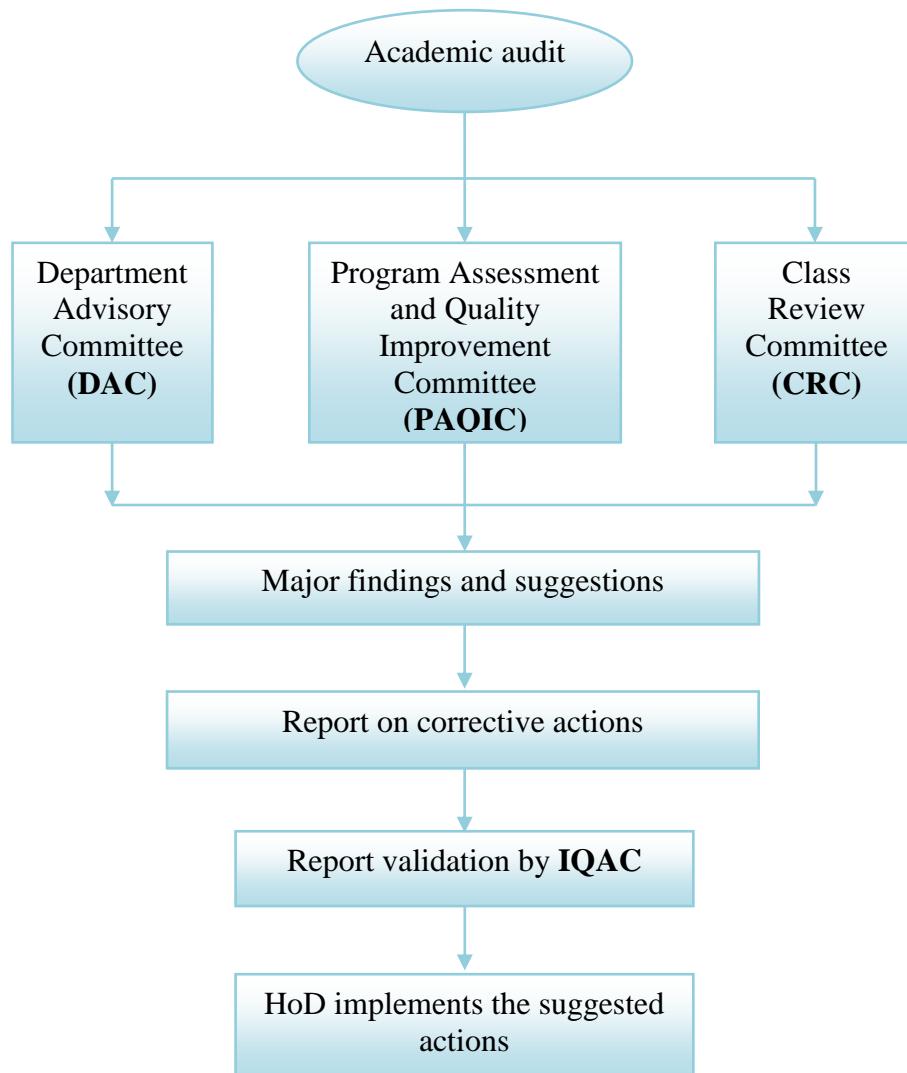 Academic audit
Department
Advisory
Committee
(DAC)
Program Assessment
and Quality
Improvement
Committee
(PAQIC)
Class
Review
Committee
(CRC)
Major findings and suggestions
Report on corrective actions
Report validation by IQAC
HoD implements the suggested
actions